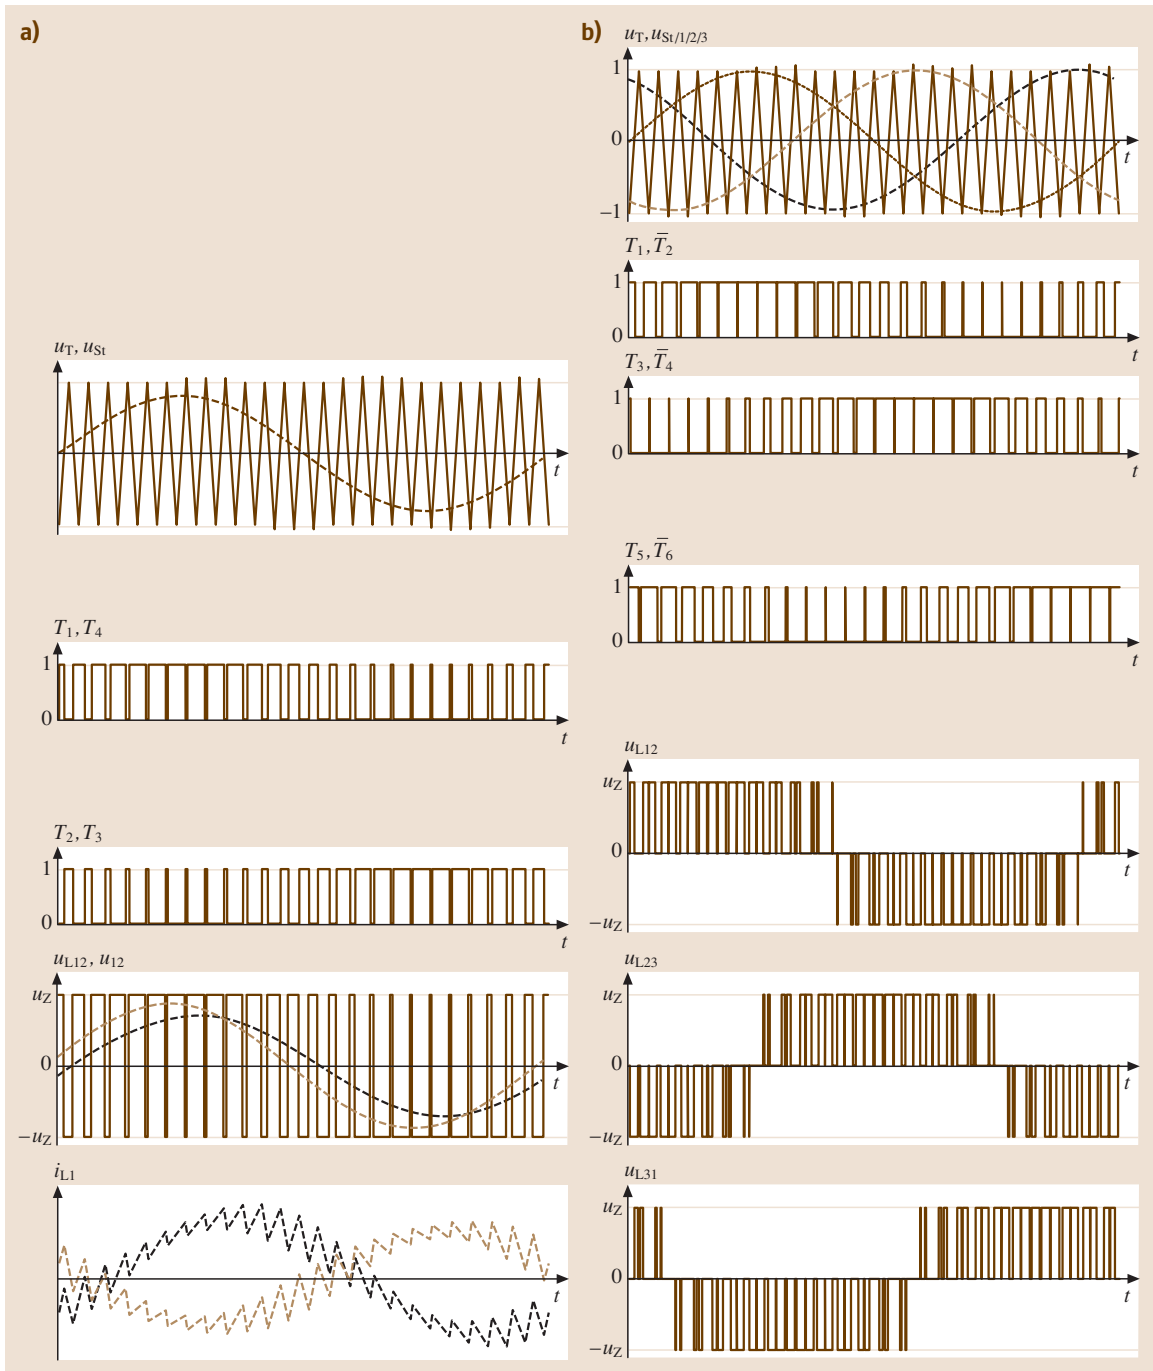 a)
u_T, u_St
t
T_1, T_4
1
0
t
T_2, T_3
1
0
t
u_L12, u_12
u_Z
0
t
−u_Z
i_L1
t
b)
u_T, u_St/1/2/3
1
0
t
−1
T_1, T̄_2
1
0
t
T_3, T̄_4
1
0
t
T_5, T̄_6
1
0
t
u_L12
u_Z
0
t
−u_Z
u_L23
u_Z
0
t
−u_Z
u_L31
u_Z
0
t
−u_Z